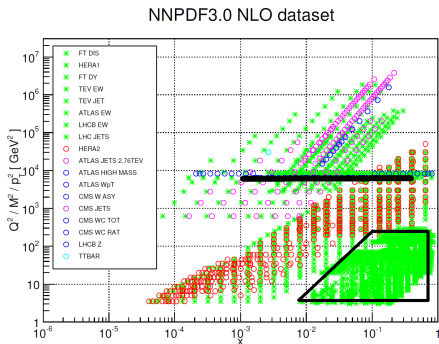 NNPDF3.0 NLO dataset
FT DIS
HERA1
FT DY
TEV EW
TEV JET
ATLAS EW
LHCB EW
LHC JETS
HERA2
ATLAS JETS 2.76TEV
ATLAS HIGH MASS
ATLAS WpT
CMS W ASY
CMS JETS
CMS WC TOT
CMS WC RAT
LHCB Z
TTBAR
Q² / M² / p²_T [ GeV² ]
10⁷
10⁶
10⁵
10⁴
10³
10²
10
1
10⁻⁶ 10⁻⁵ 10⁻⁴ 10⁻³ 10⁻² 10⁻¹ 1
x